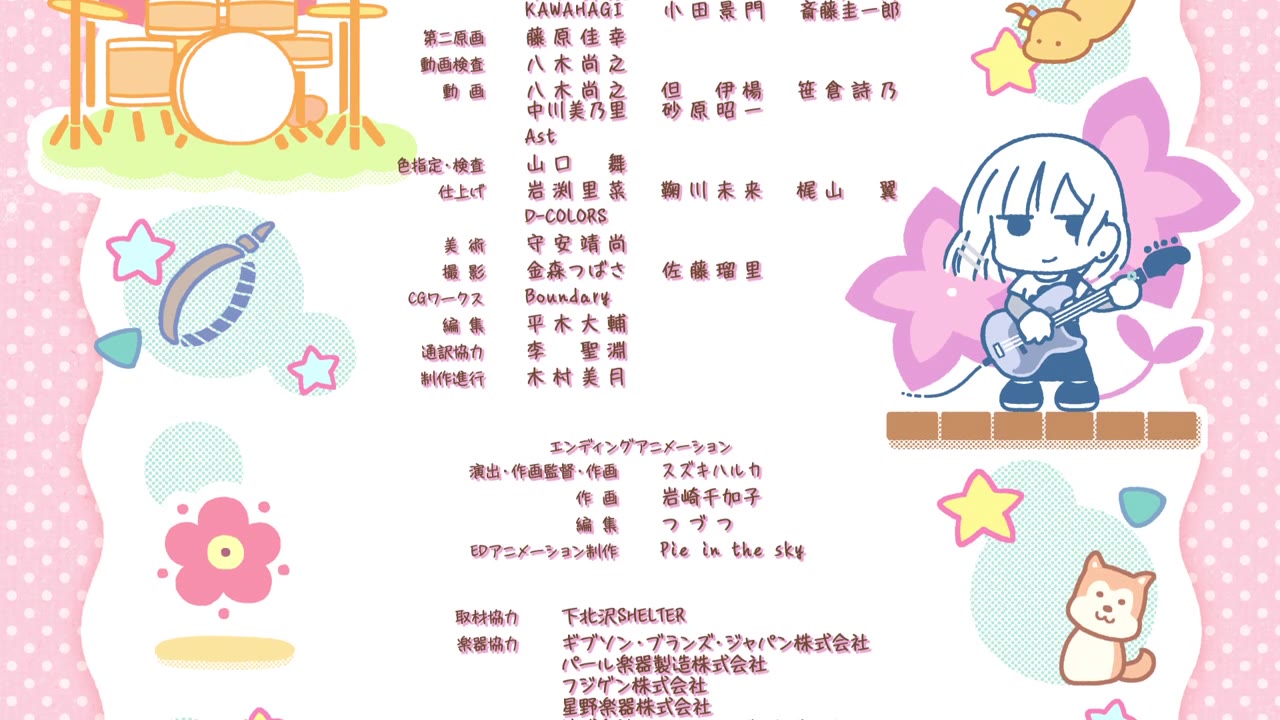 KAWAHAGI 小田景門 斎藤圭一郎
第二原画 藤原佳幸
動画検査 八木尚之
動画 八木尚之 但 伊楊 笹倉詩乃
中川美乃里 砂原昭一
Ast
色指定・検査 山口 舞
仕上げ 岩渕里菜 鞠川未来 梶山 翼
D-COLORS
美術 守安靖尚
撮影 金森つばさ 佐藤瑠里
CGワークス Boundary
編集 平木大輔
通訳協力 李 聖淵
制作進行 木村美月
エンディングアニメーション
演出・作画監督・作画 スズキハルカ
作画 岩崎千加子
編集 つづつ
EDアニメーション制作 Pie in the sky
取材協力 下北沢SHELTER
楽器協力 ギブソン・ブランズ・ジャパン株式会社
パール楽器製造株式会社
フジゲン株式会社
星野楽器株式会社